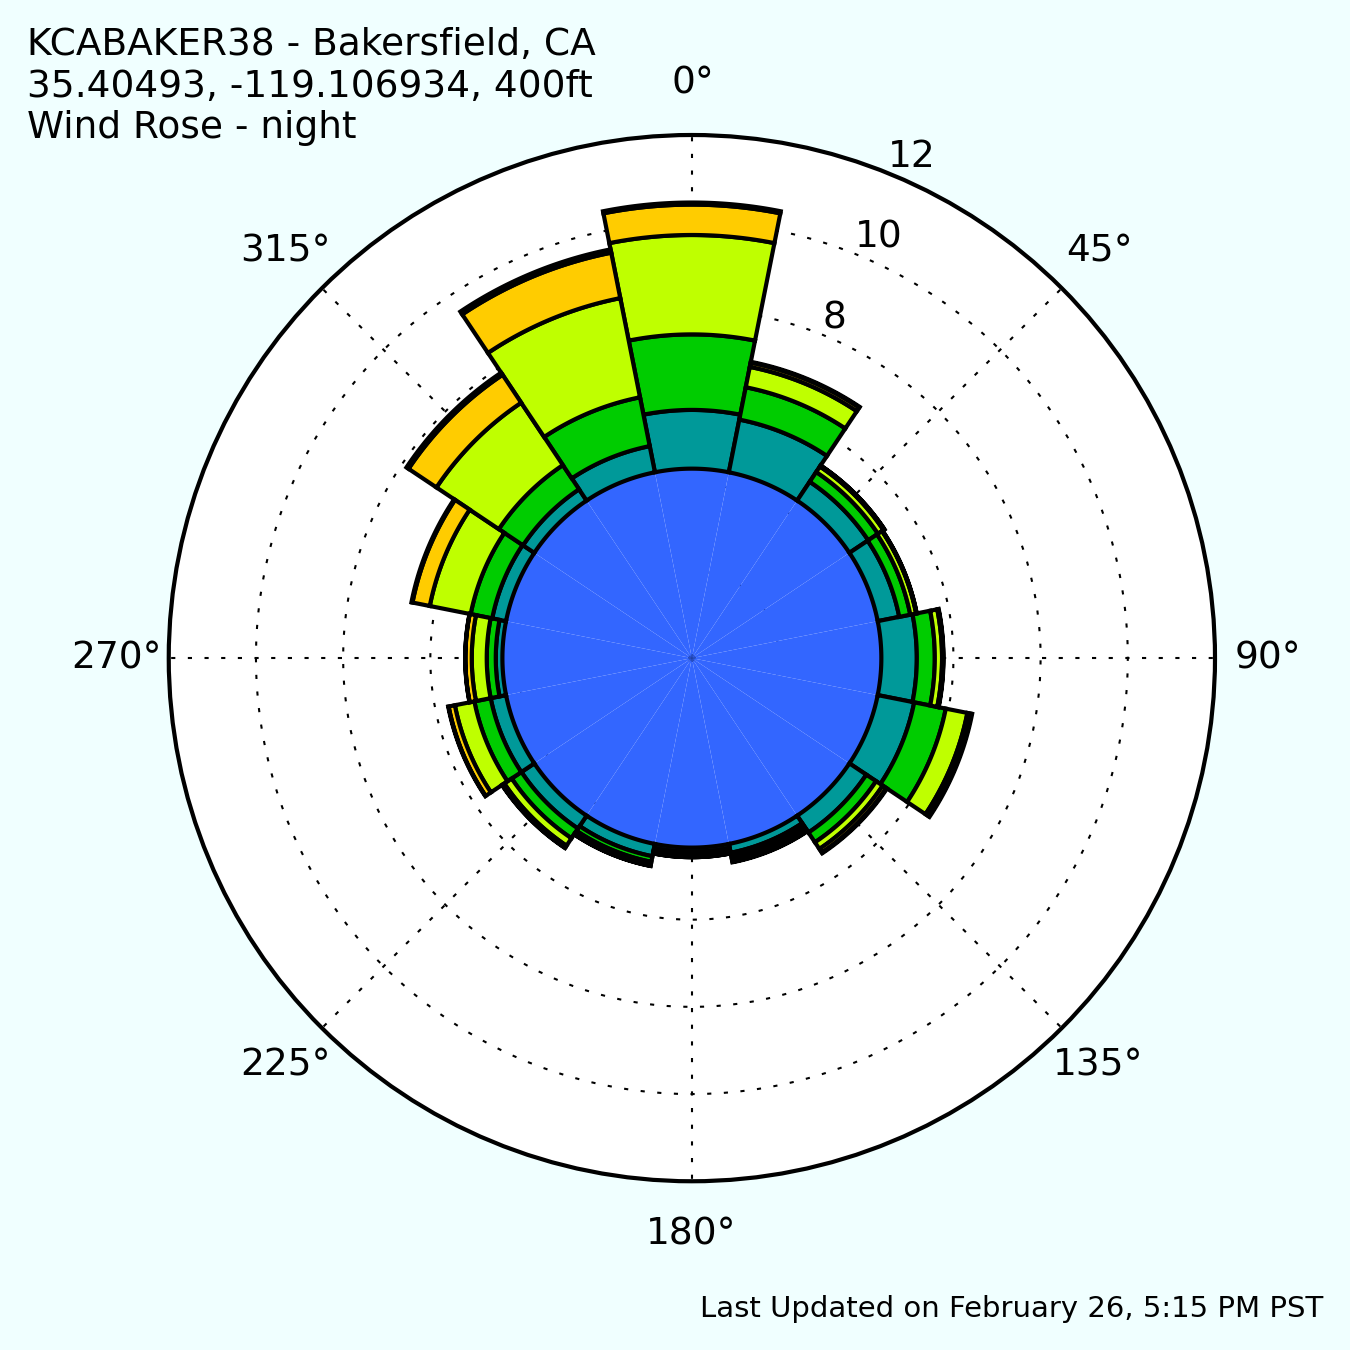 KCABAKER38 - Bakersfield, CA
35.40493, -119.106934, 400ft
Wind Rose - night
0°
12
315°
10
45°
8
270°
90°
225°
135°
180°
Last Updated on February 26, 5:15 PM PST